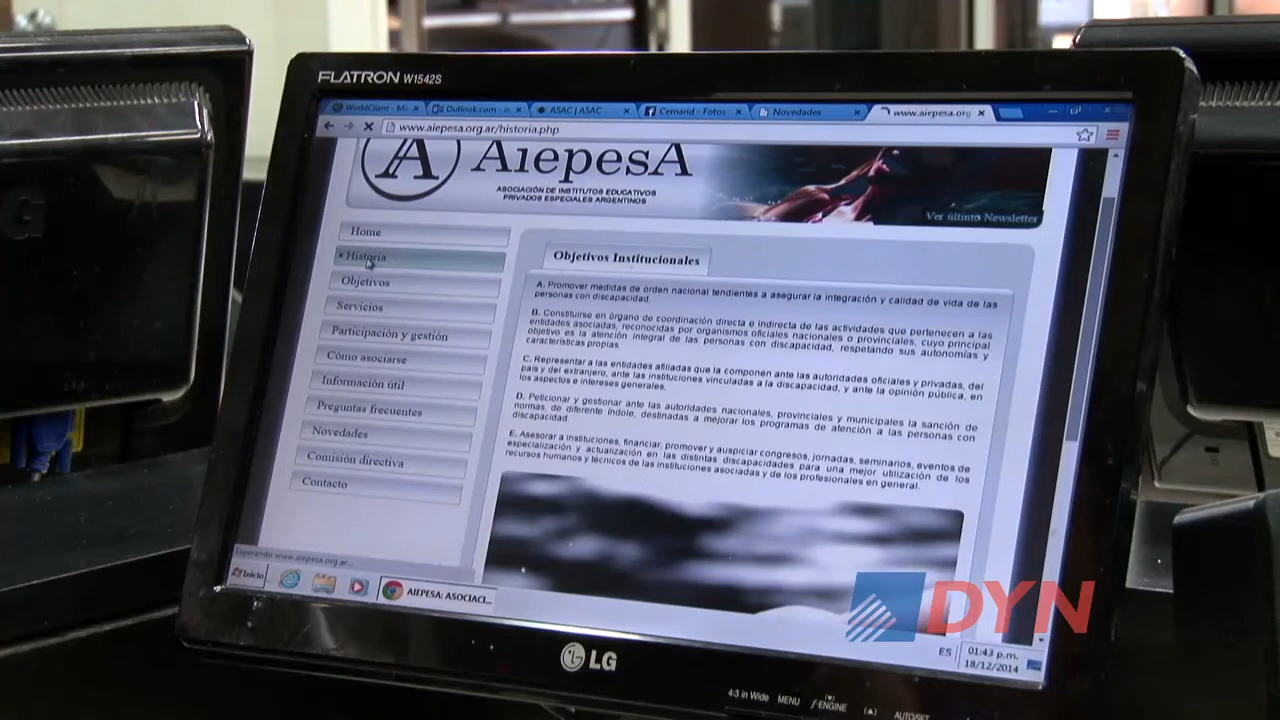 FLATRON W1542S
WorldClient - Ma
Outlook.com - n
ASAC | ASAC
Cemarid - Fotos
Novedades
www.aiepesa.org
www.aiepesa.org.ar/historia.php
A AIEPESA
ASOCIACIÓN DE INSTITUTOS EDUCATIVOS
PRIVADOS ESPECIALES ARGENTINOS
Ver último Newsletter
Home
Historia
Objetivos
Servicios
Participación y gestión
Cómo asociarse
Información útil
Preguntas frecuentes
Novedades
Comisión directiva
Contacto
Objetivos Institucionales
A. Promover medidas de orden nacional tendientes a asegurar la integración y calidad de vida de las
personas con discapacidad.
B. Constituirse en órgano de coordinación directa e indirecta de las actividades que pertenecen a las
entidades asociadas, reconocidas por organismos oficiales nacionales o provinciales, cuyo principal
objetivo es la atención integral de las personas con discapacidad, respetando sus autonomías y
características propias.
C. Representar a las entidades afiliadas que la componen ante las autoridades oficiales y privadas, del
país y del extranjero, ante las instituciones vinculadas a la discapacidad, y ante la opinión pública, en
los aspectos e intereses generales.
D. Peticionar y gestionar ante las autoridades nacionales, provinciales y municipales la sanción de
normas, de diferente índole, destinadas a mejorar los programas de atención a las personas con
discapacidad.
E. Asesorar a instituciones, financiar, promover y auspiciar congresos, jornadas, seminarios, eventos de
especialización y actualización en las distintas discapacidades para una mejor utilización de los
recursos humanos y técnicos de las instituciones asociadas y de los profesionales en general.
Esperando www.aiepesa.org.ar...
Inicio
AIEPESA: ASOCIACI...
ES
01:43 p.m.
18/12/2014
DYN
LG
4:3 in Wide MENU f-ENGINE AUTO/SET
G